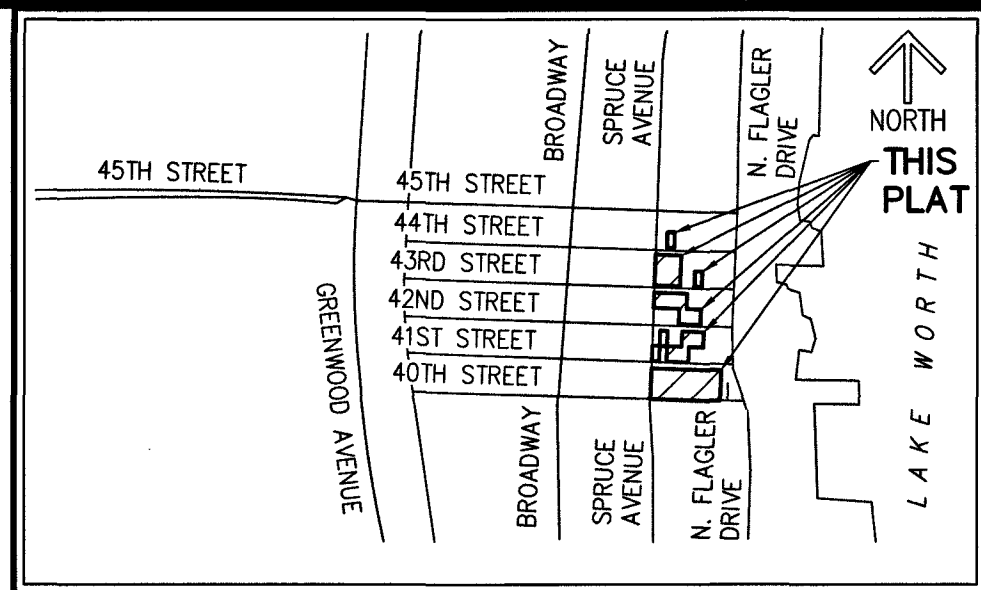 BROADWAY
SPRUCE
AVENUE
N. FLAGLER
DRIVE
NORTH
THIS
PLAT
45TH STREET
45TH STREET
44TH STREET
43RD STREET
42ND STREET
41ST STREET
40TH STREET
GREENWOOD AVENUE
BROADWAY
SPRUCE
AVENUE
N. FLAGLER
DRIVE
LAKE WORTH